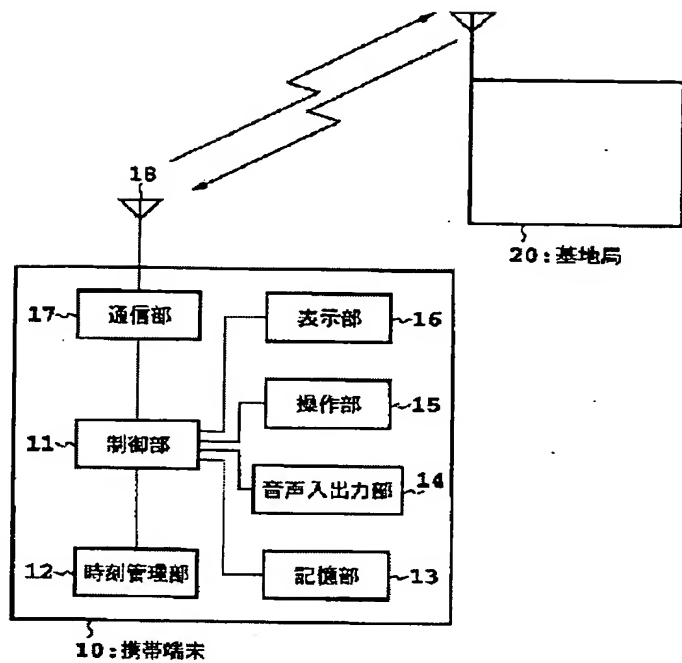 18
20:基地局
17 通信部
表示部 16
操作部 15
11 制御部
音声入出力部 14
12 時刻管理部
記憶部 13
10:携帯端末